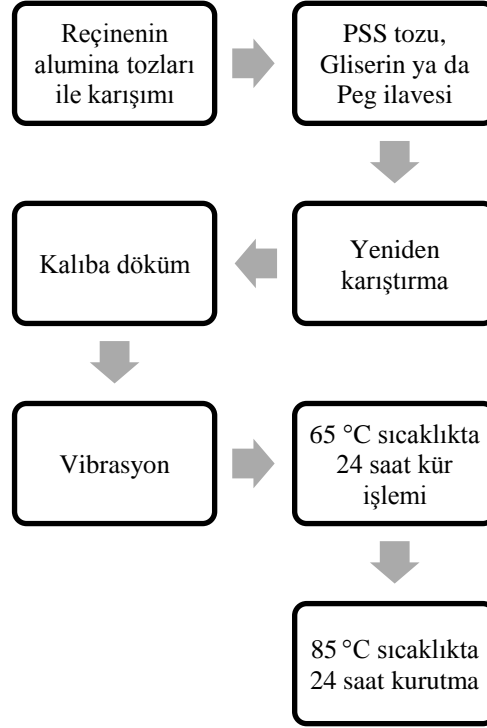 Reçinenin
alumina tozları
ile karışımı
PSS tozu,
Gliserin ya da
Peg ilavesi
Yeniden
karıştırma
Kalıba döküm
Vibrasyon
65 °C sıcaklıkta
24 saat kür
işlemi
85 °C sıcaklıkta
24 saat kurutma